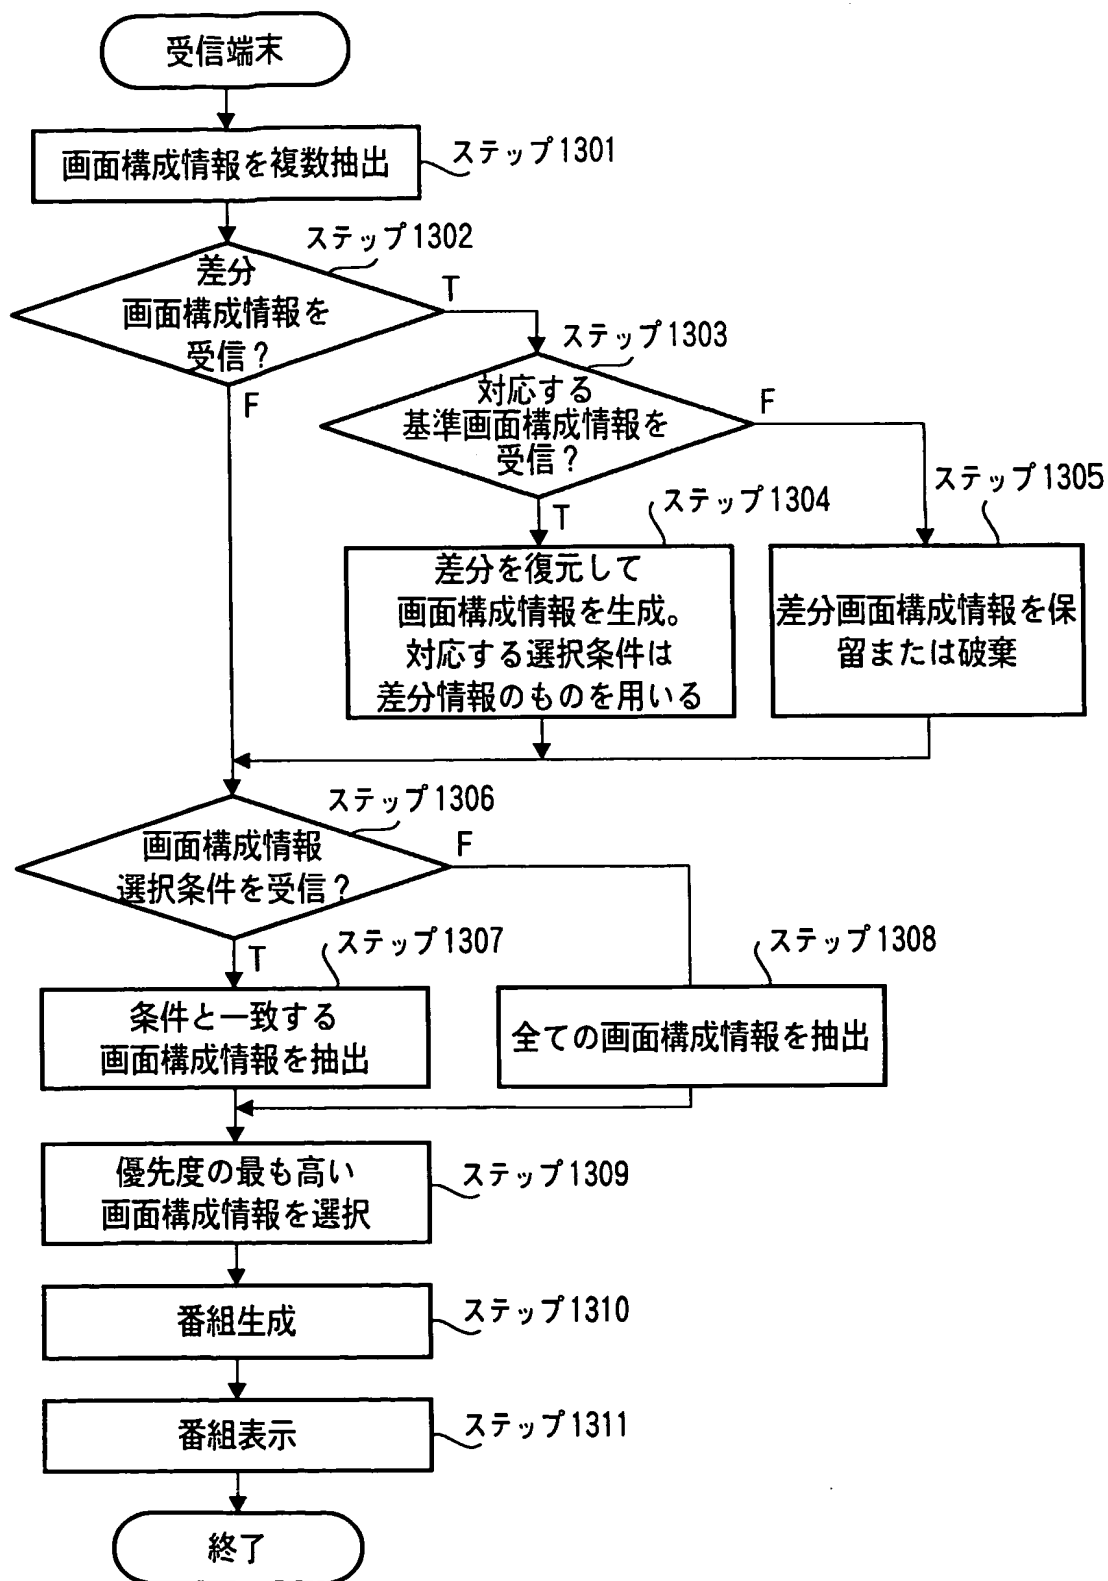 受信端末
画面構成情報を複数抽出
ステップ1301
ステップ1302
差分
画面構成情報を
受信?
T
F
ステップ1303
対応する
基準画面構成情報を
受信?
F
T
ステップ1304
差分を復元して
画面構成情報を生成。
対応する選択条件は
差分情報のものを用いる
ステップ1305
差分画面構成情報を保
留または破棄
ステップ1306
画面構成情報
選択条件を受信?
F
T
ステップ1307
条件と一致する
画面構成情報を抽出
ステップ1308
全ての画面構成情報を抽出
優先度の最も高い
画面構成情報を選択
ステップ1309
番組生成
ステップ1310
番組表示
ステップ1311
終了